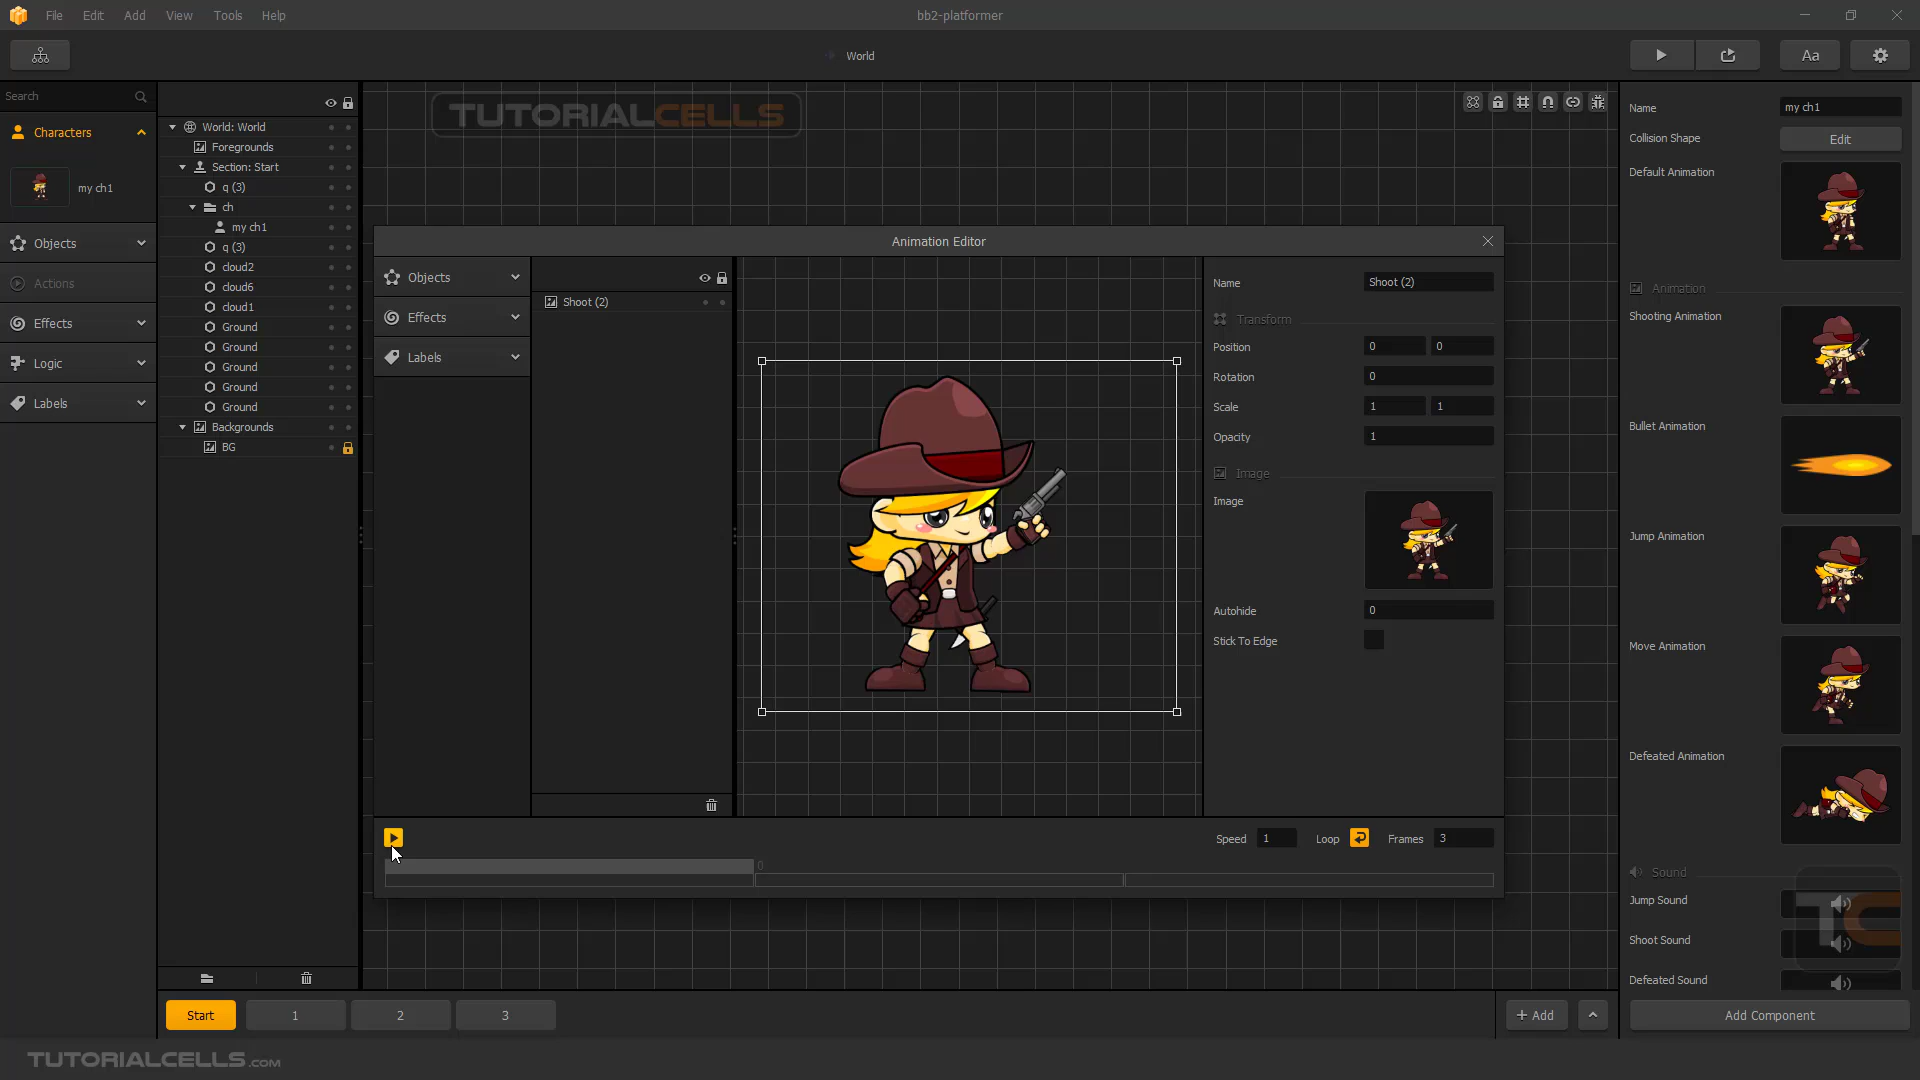 File Edit Add View Tools Help
bb2-platformer
World
Aa
TUTORIALCELLS
Search
Characters
my ch1
Objects
Actions
Effects
Logic
Labels
World: World
Foregrounds
Section: Start
q (3)
ch
my ch1
q (3)
cloud2
cloud6
cloud1
Ground
Ground
Ground
Ground
Ground
Backgrounds
BG
Animation Editor
Objects
Effects
Labels
Shoot (2)
Name Shoot (2)
Transform
Position 0 0
Rotation 0
Scale 1 1
Opacity 1
Image
Image
Autohide 0
Stick To Edge
Speed 1 Loop Frames 3
0
Name my ch1
Collision Shape Edit
Default Animation
Animation
Shooting Animation
Bullet Animation
Jump Animation
Move Animation
Defeated Animation
Sound
Jump Sound
Shoot Sound
Defeated Sound
TC
Start 1 2 3
+ Add
Add Component
TUTORIALCELLS.COM